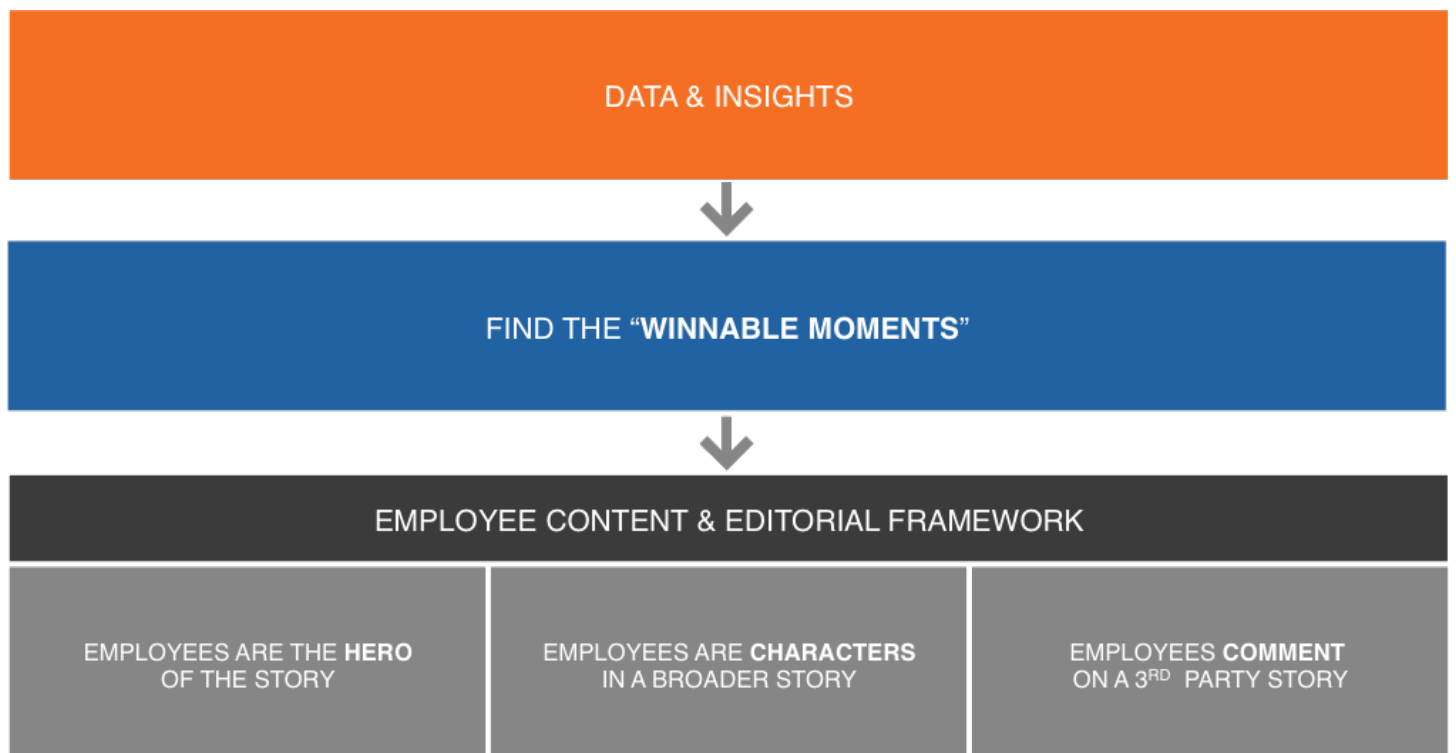 DATA & INSIGHTS
FIND THE “WINNABLE MOMENTS”
EMPLOYEE CONTENT & EDITORIAL FRAMEWORK
EMPLOYEES ARE THE HERO
OF THE STORY
EMPLOYEES ARE CHARACTERS
IN A BROADER STORY
EMPLOYEES COMMENT
ON A 3RD PARTY STORY